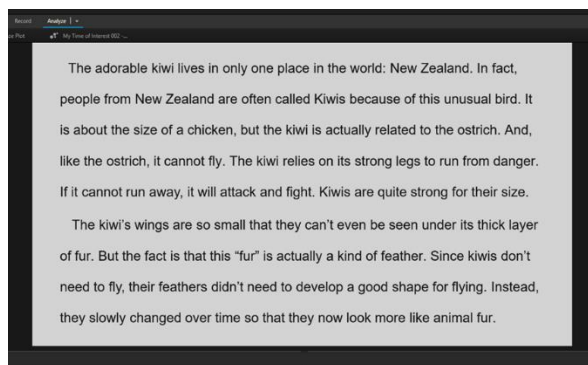 Record Analyze
ox Plot My Time of Interest 002 -...
The adorable kiwi lives in only one place in the world: New Zealand. In fact,
people from New Zealand are often called Kiwis because of this unusual bird. It
is about the size of a chicken, but the kiwi is actually related to the ostrich. And,
like the ostrich, it cannot fly. The kiwi relies on its strong legs to run from danger.
If it cannot run away, it will attack and fight. Kiwis are quite strong for their size.
The kiwi’s wings are so small that they can’t even be seen under its thick layer
of fur. But the fact is that this “fur” is actually a kind of feather. Since kiwis don’t
need to fly, their feathers didn’t need to develop a good shape for flying. Instead,
they slowly changed over time so that they now look more like animal fur.